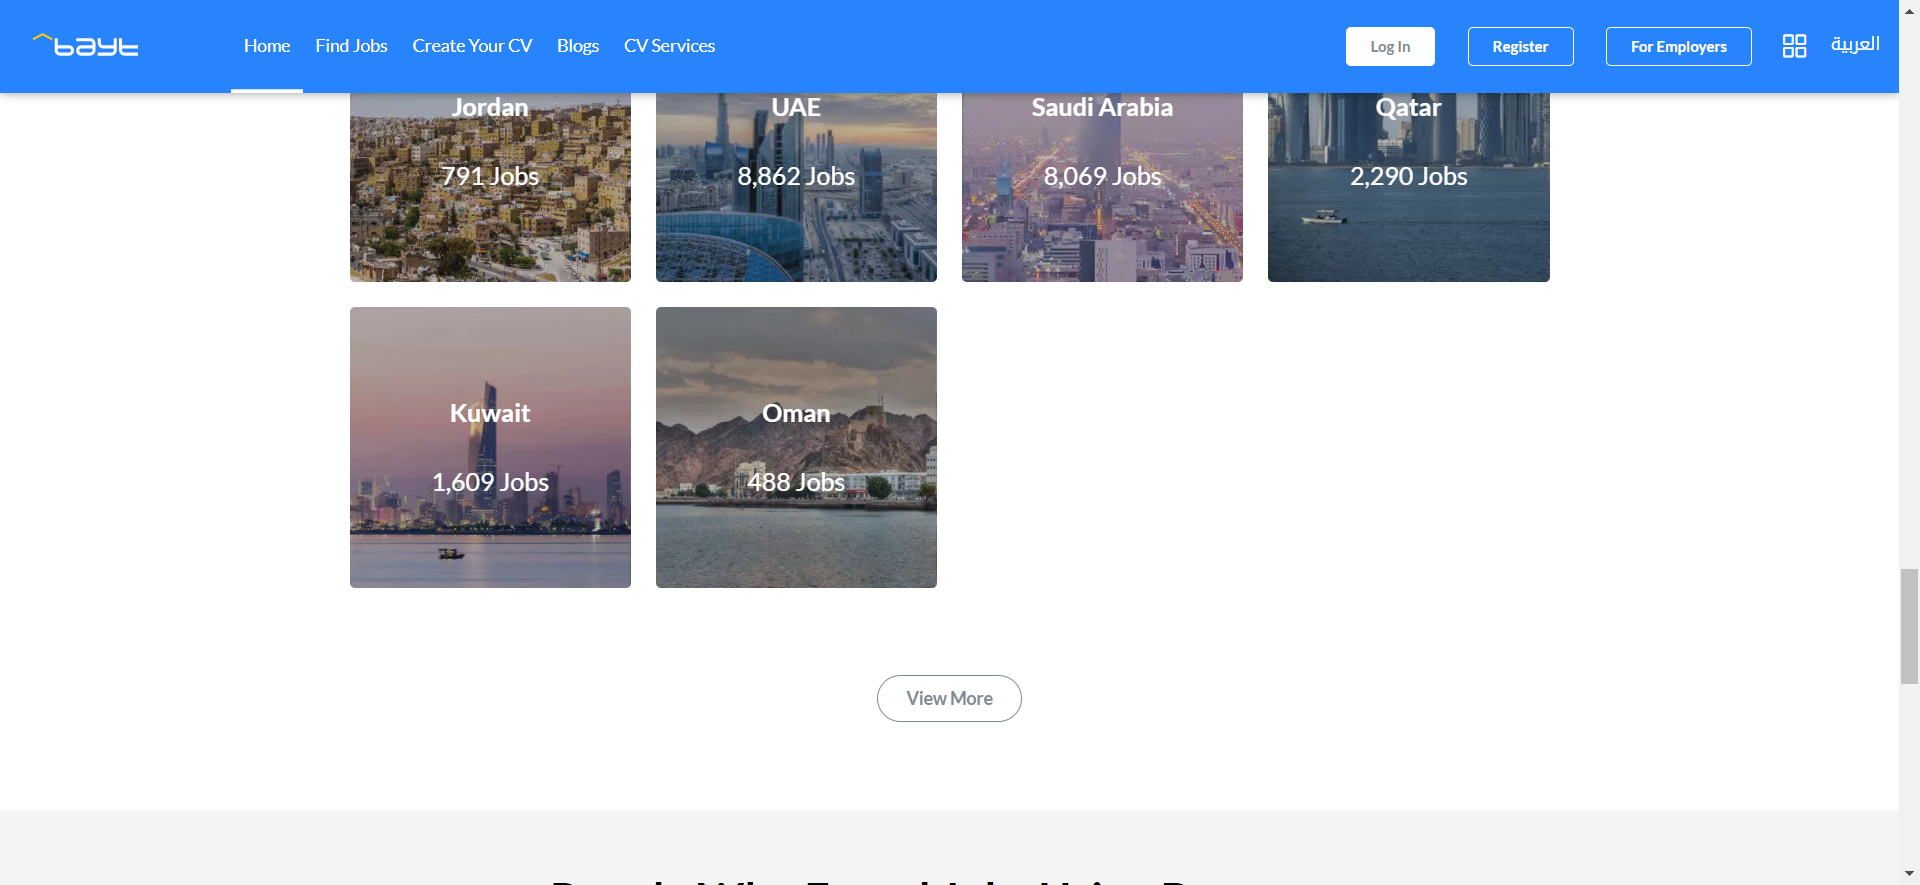 bayt
Home Find Jobs Create Your CV Blogs CV Services
Log In Register For Employers العربية
Jordan UAE Saudi Arabia Qatar
791 Jobs 8,862 Jobs 8,069 Jobs 2,290 Jobs
Kuwait Oman
1,609 Jobs 488 Jobs
View More